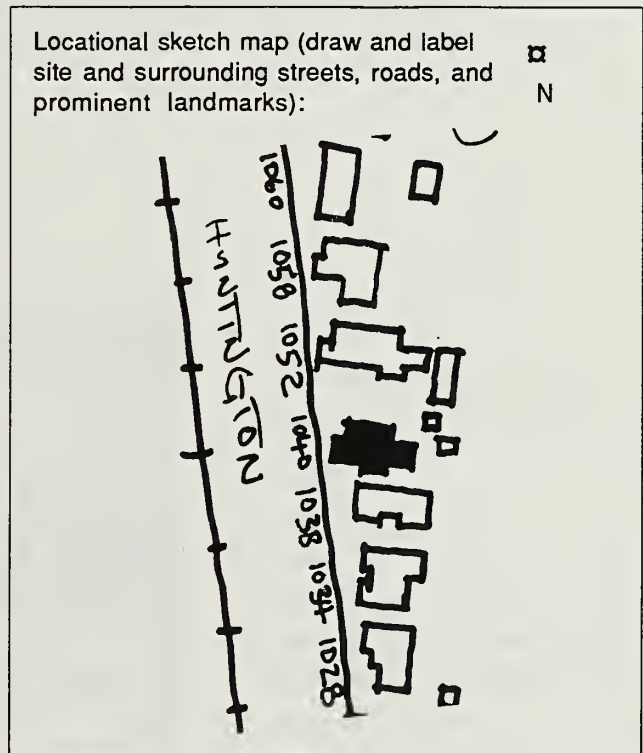 Locational sketch map (draw and label
site and surrounding streets, roads, and
prominent landmarks):
N
HUNTINGTON
1060
1058
1052
1040
1038
1034
1028